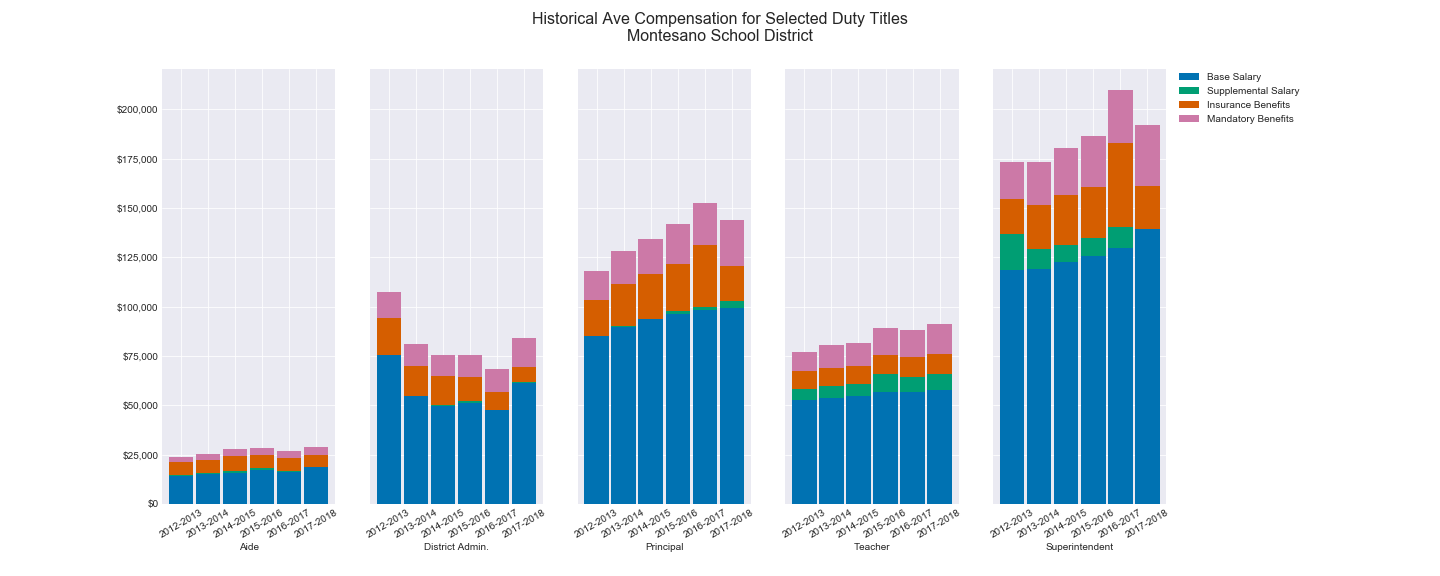 Historical Ave Compensation for Selected Duty Titles
Montesano School District
Base Salary
Supplemental Salary
Insurance Benefits
Mandatory Benefits
$200,000
$175,000
$150,000
$125,000
$100,000
$75,000
$50,000
$25,000
$0
2012-2013 2013-2014 2014-2015 2015-2016 2016-2017 2017-2018
Aide
2012-2013 2013-2014 2014-2015 2015-2016 2016-2017 2017-2018
District Admin.
2012-2013 2013-2014 2014-2015 2015-2016 2016-2017 2017-2018
Principal
2012-2013 2013-2014 2014-2015 2015-2016 2016-2017 2017-2018
Teacher
2012-2013 2013-2014 2014-2015 2015-2016 2016-2017 2017-2018
Superintendent